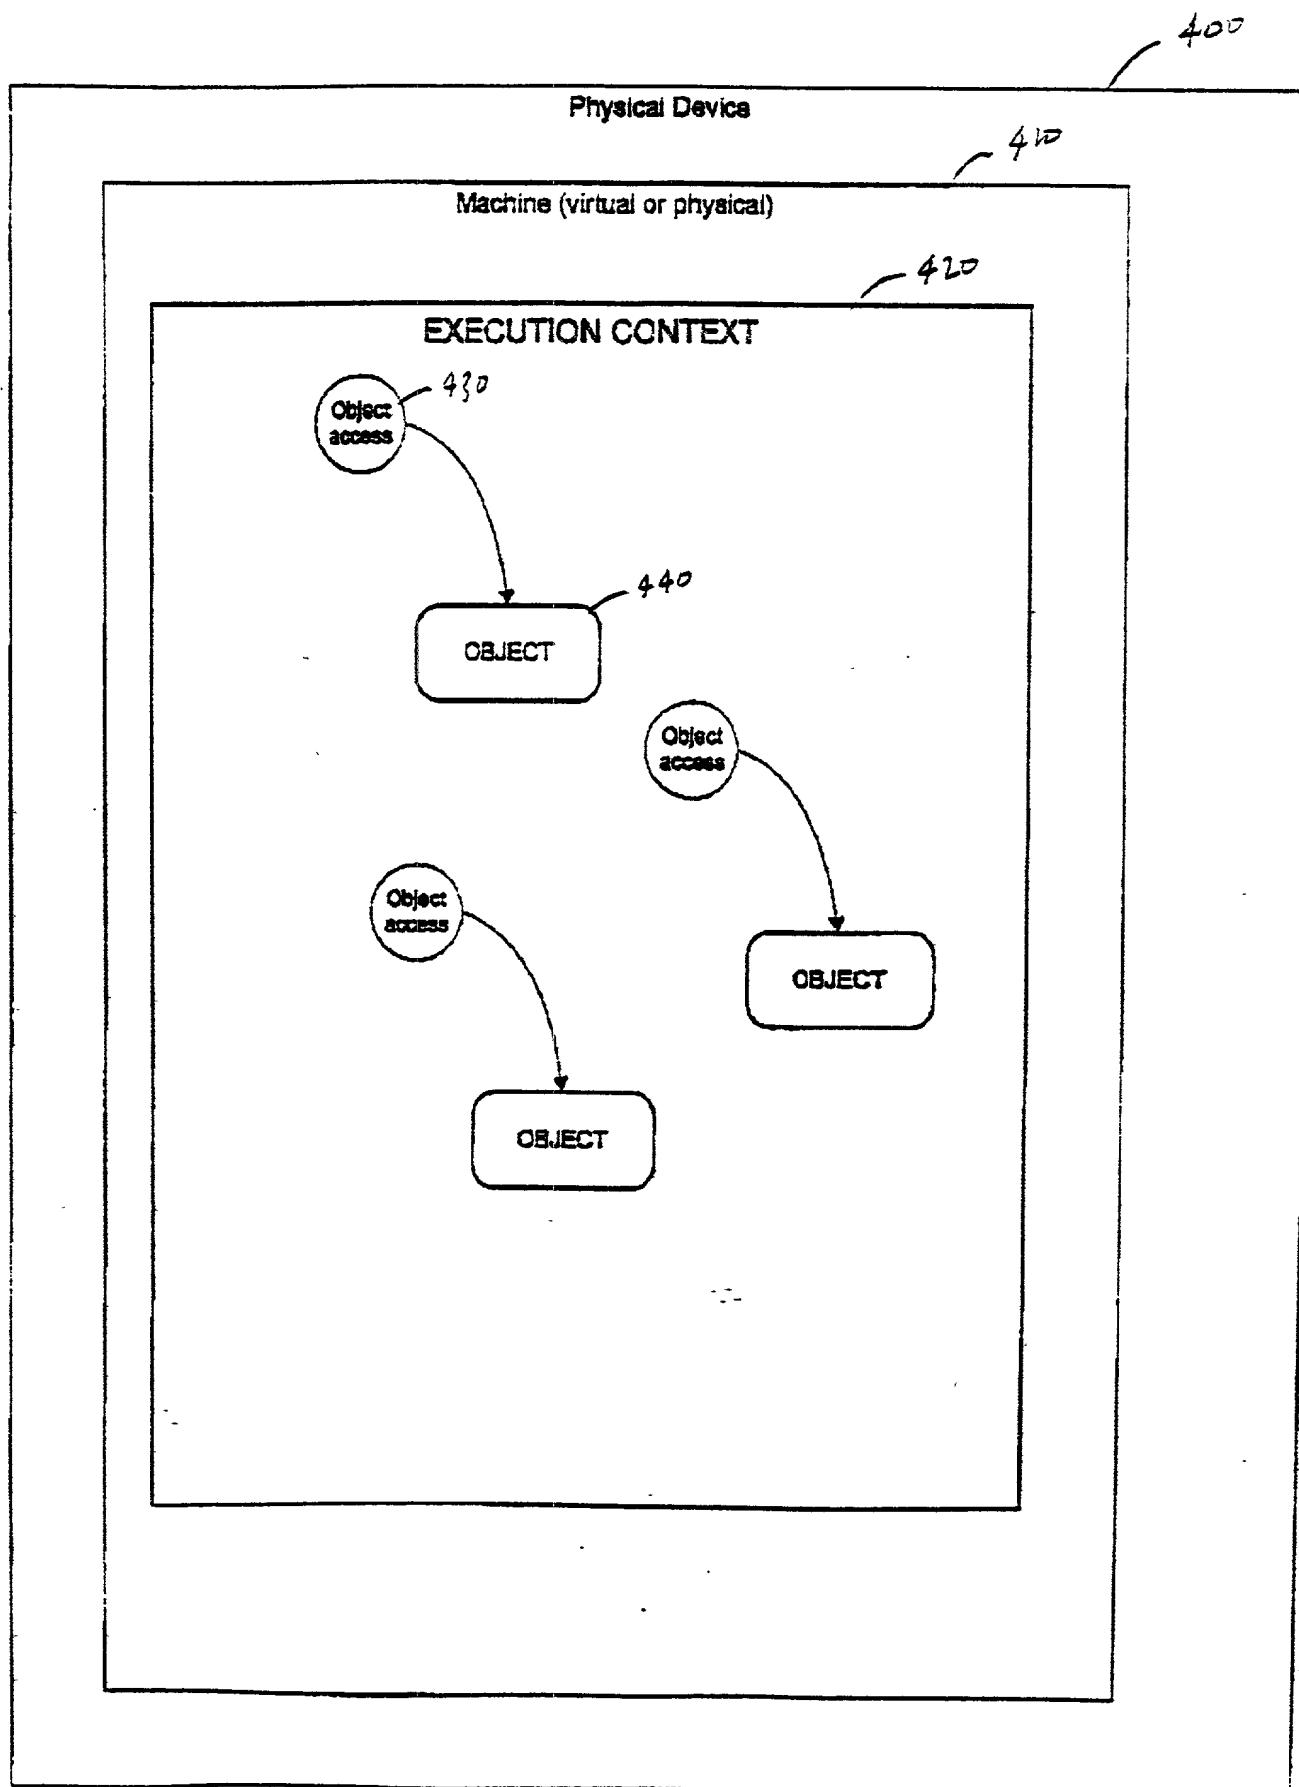 400
Physical Device
410
Machine (virtual or physical)
420
EXECUTION CONTEXT
430
Object
access
440
OBJECT
Object
access
Object
access
OBJECT
OBJECT